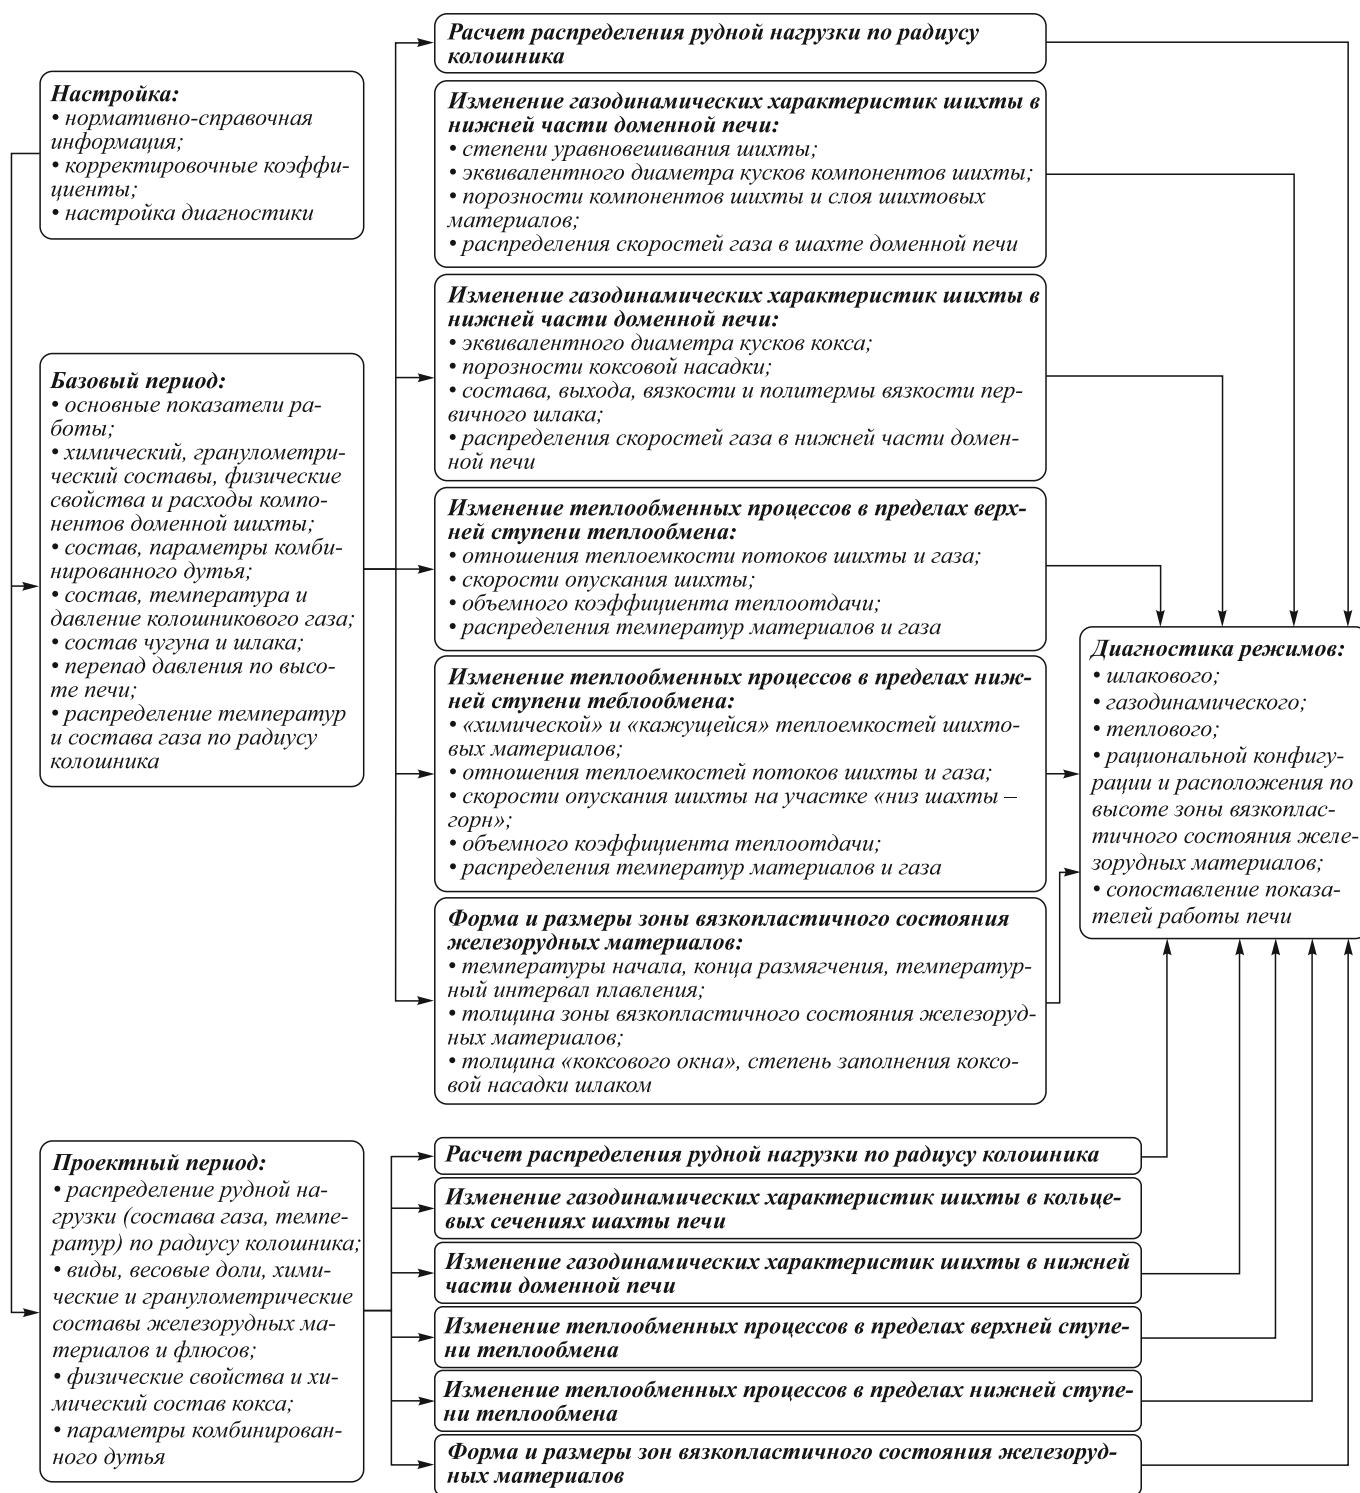 Настройка:
• нормативно-справочная
информация;
• корректировочные коэффи-
циенты;
• настройка диагностики
Базовый период:
• основные показатели ра-
боты;
• химический, гранулометри-
ческий составы, физические
свойства и расходы компо-
нентов доменной шихты;
• состав, параметры комби-
нированного дутья;
• состав, температура и
давление колошникового газа;
• состав чугуна и шлака;
• перепад давления по высо-
те печи;
• распределение температур
и состава газа по радиусу
колошника
Проектный период:
• распределение рудной на-
грузки (состава газа, темпе-
ратур) по радиусу колошника;
• виды, весовые доли, хими-
ческие и гранулометрические
составы железорудных ма-
териалов и флюсов;
• физические свойства и хи-
мический состав кокса;
• параметры комбинирован-
ного дутья
Расчет распределения рудной нагрузки по радиусу
колошника
Изменение газодинамических характеристик шихты в
нижней части доменной печи:
• степени уравновешивания шихты;
• эквивалентного диаметра кусков компонентов шихты;
• порозности компонентов шихты и слоя шихтовых
материалов;
• распределения скоростей газа в шахте доменной печи
Изменение газодинамических характеристик шихты в
нижней части доменной печи:
• эквивалентного диаметра кусков кокса;
• порозности коксовой насадки;
• состава, выхода, вязкости и политермы вязкости пер-
вичного шлака;
• распределения скоростей газа в нижней части домен-
ной печи
Изменение теплообменных процессов в пределах верх-
ней ступени теплообмена:
• отношения теплоемкости потоков шихты и газа;
• скорости опускания шихты;
• объемного коэффициента теплоотдачи;
• распределения температур материалов и газа
Изменение теплообменных процессов в пределах ниж-
ней ступени теблообмена:
• «химической» и «кажущейся» теплоемкостей шихто-
вых материалов;
• отношения теплоемкостей потоков шихты и газа;
• скорости опускания шихты на участке «низ шахты –
горн»;
• объемного коэффициента теплоотдачи;
• распределения температур материалов и газа
Форма и размеры зоны вязкопластичного состояния
железорудных материалов:
• температуры начала, конца размягчения, температур-
ный интервал плавления;
• толщина зоны вязкопластичного состояния железоруд-
ных материалов;
• толщина «коксового окна», степень заполнения коксо-
вой насадки шлаком
Расчет распределения рудной нагрузки по радиусу колошника
Изменение газодинамических характеристик шихты в кольце-
вых сечениях шахты печи
Изменение газодинамических характеристик шихты в нижней
части доменной печи
Изменение теплообменных процессов в пределах верхней ступе-
ни теплообмена
Изменение теплообменных процессов в пределах нижней ступе-
ни теплообмена
Форма и размеры зон вязкопластичного состояния железоруд-
ных материалов
Диагностика режимов:
• шлакового;
• газодинамического;
• теплового;
• рациональной конфигу-
рации и расположения по
высоте зоны вязкоплас-
тичного состояния желе-
зорудных материалов;
• сопоставление показа-
телей работы печи